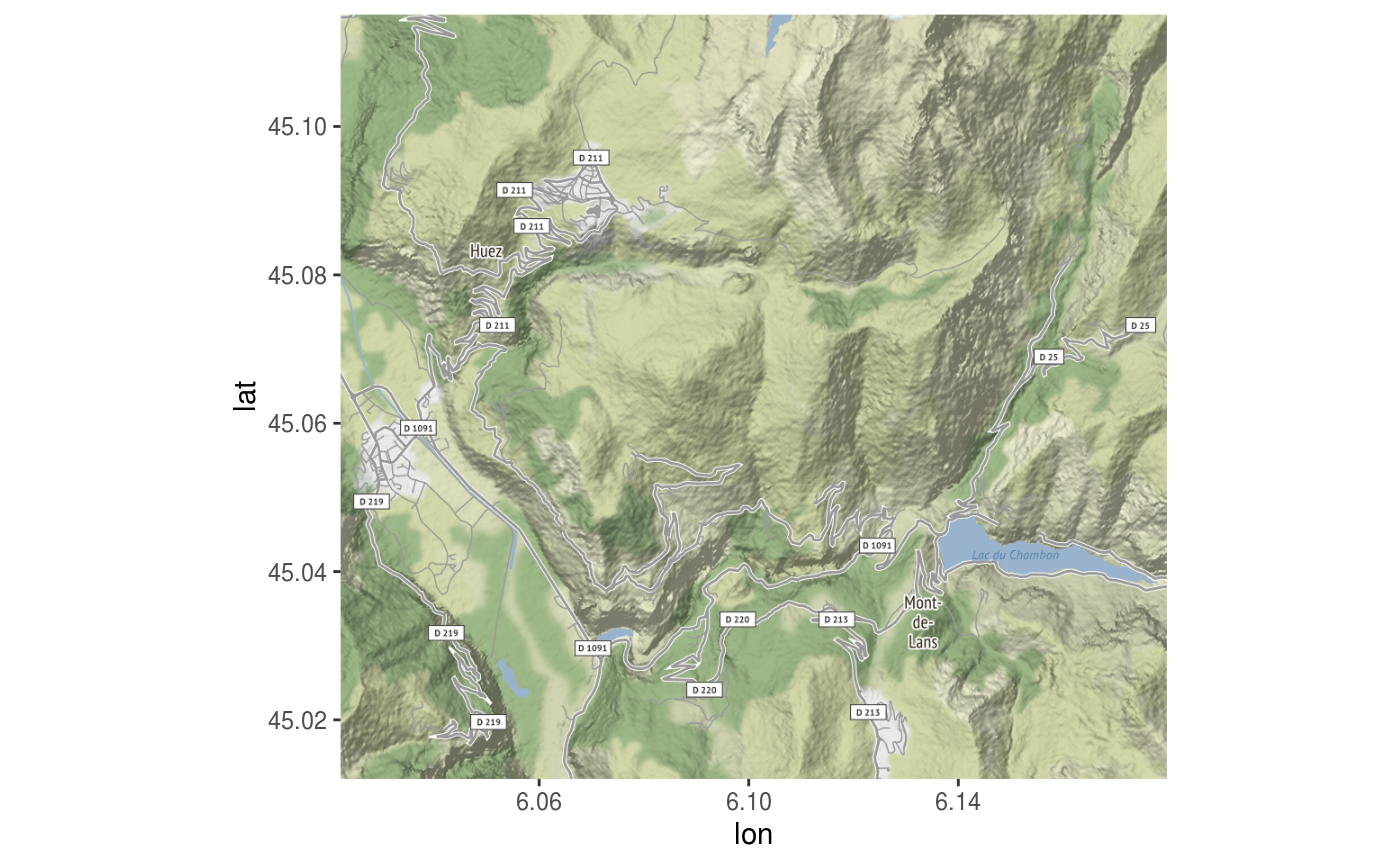 45.10
45.08
45.06
45.04
45.02
lat
D 211
D 211
D 211
Huez
D 211
D 25
D 25
D 1091
D 219
D 1091
Lac du Chambon
Mont-
de-
Lans
D 220
D 213
D 219
D 1091
D 220
D 213
D 219
6.06
6.10
6.14
lon